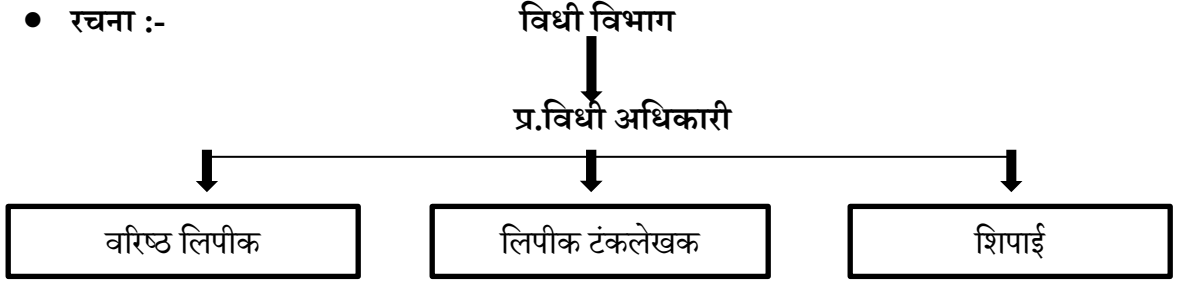 • रचना :- विधी विभाग
प्र.विधी अधिकारी
वरिष्ठ लिपीक लिपीक टंकलेखक शिपाई